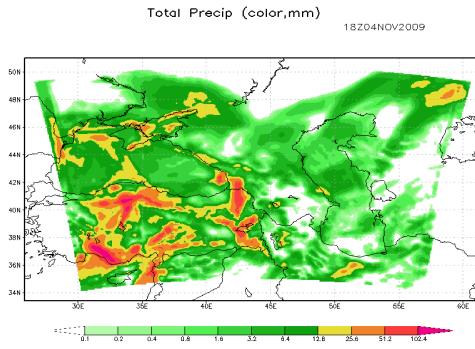 Total Precip (color,mm)
18Z04NOV2009
50N
48N
46N
44N
42N
40N
38N
36N
34N
30E 35E 40E 45E 50E 55E 60E
0.1 0.2 0.4 0.8 1.6 3.2 6.4 12.8 25.6 51.2 102.4